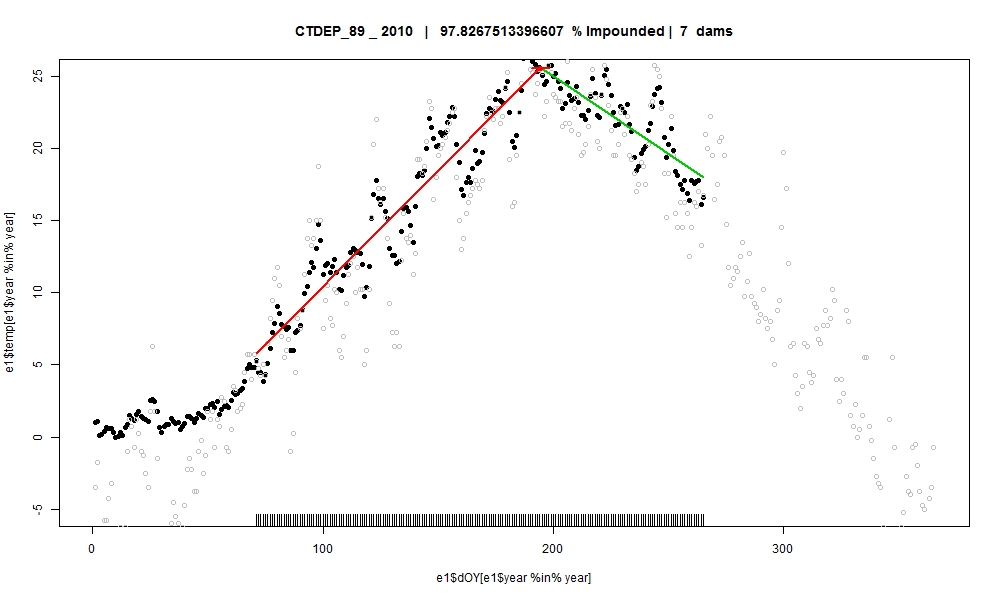 CTDEP_89 _ 2010 | 97.8267513396607 % Impounded | 7 dams
e1$temp[e1$year %in% year]
25
20
15
10
5
0
-5
0 100 200 300
e1$dOY[e1$year %in% year]